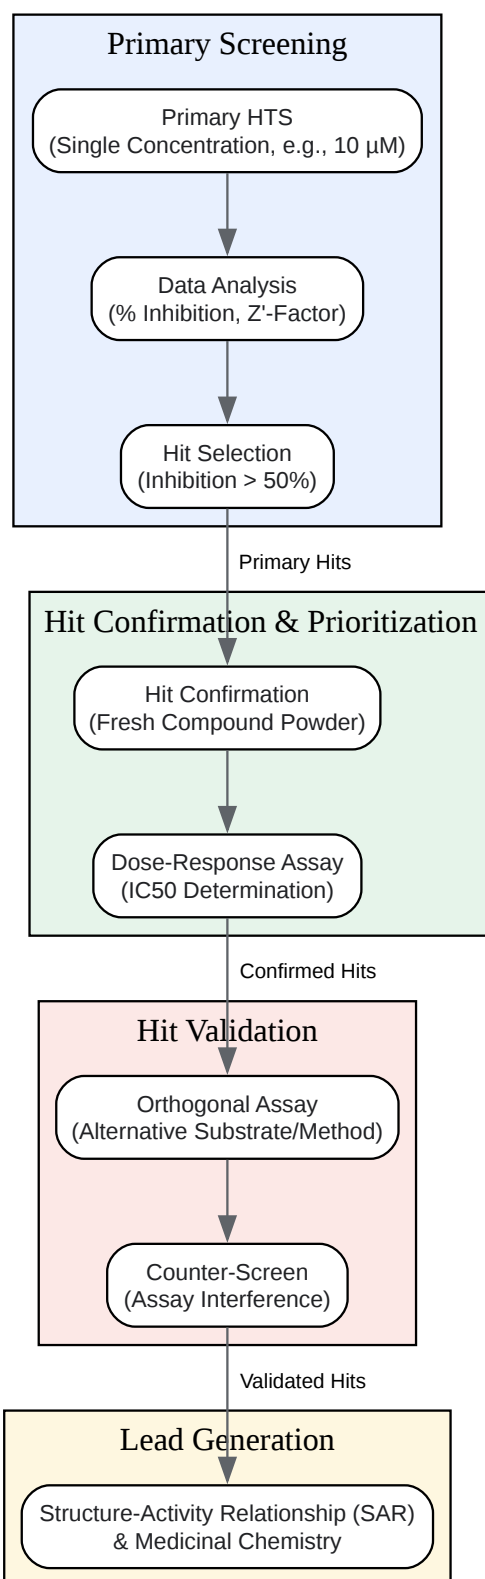 Primary Screening
Primary HTS
(Single Concentration, e.g., 10 µM)
Data Analysis
(% Inhibition, Z'-Factor)
Hit Selection
(Inhibition > 50%)
Primary Hits
Hit Confirmation & Prioritization
Hit Confirmation
(Fresh Compound Powder)
Dose-Response Assay
(IC50 Determination)
Confirmed Hits
Hit Validation
Orthogonal Assay
(Alternative Substrate/Method)
Counter-Screen
(Assay Interference)
Validated Hits
Lead Generation
Structure-Activity Relationship (SAR)
& Medicinal Chemistry